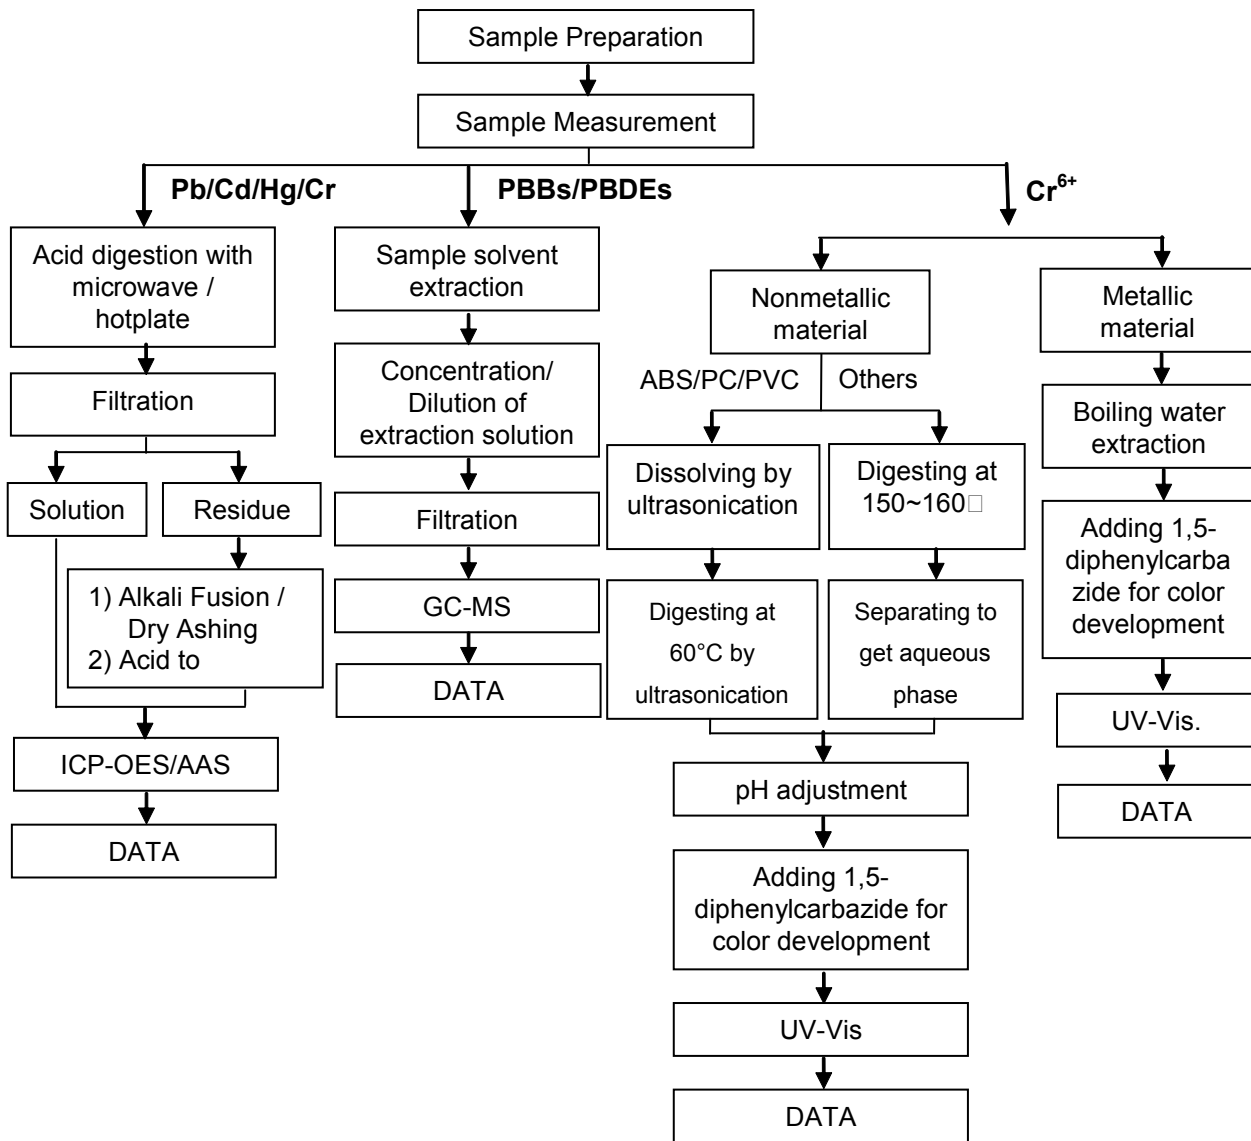 Sample Preparation
Sample Measurement
Pb/Cd/Hg/Cr
PBBs/PBDEs
Cr⁶⁺
Acid digestion with
microwave /
hotplate
Filtration
Solution
Residue
1) Alkali Fusion /
Dry Ashing
2) Acid to
ICP-OES/AAS
DATA
Sample solvent
extraction
Concentration/
Dilution of
extraction solution
Filtration
GC-MS
DATA
Nonmetallic
material
ABS/PC/PVC
Others
Dissolving by
ultrasonication
Digesting at
60°C by
ultrasonication
Digesting at
150~160□
Separating to
get aqueous
phase
pH adjustment
Adding 1,5-
diphenylcarbazide for
color development
UV-Vis
DATA
Metallic
material
Boiling water
extraction
Adding 1,5-
diphenylcarba
zide for color
development
UV-Vis.
DATA